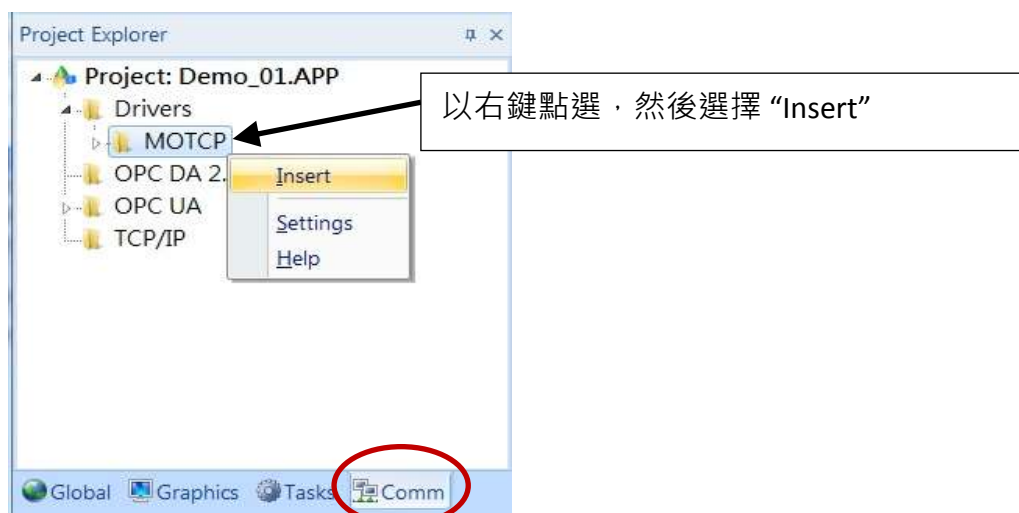 Project Explorer
Project: Demo_01.APP
以右鍵點選，然後選擇 “Insert”
Drivers
MOTCP
OPC DA 2.
Insert
OPC UA
Settings
TCP/IP
Help
Global Graphics Tasks Comm